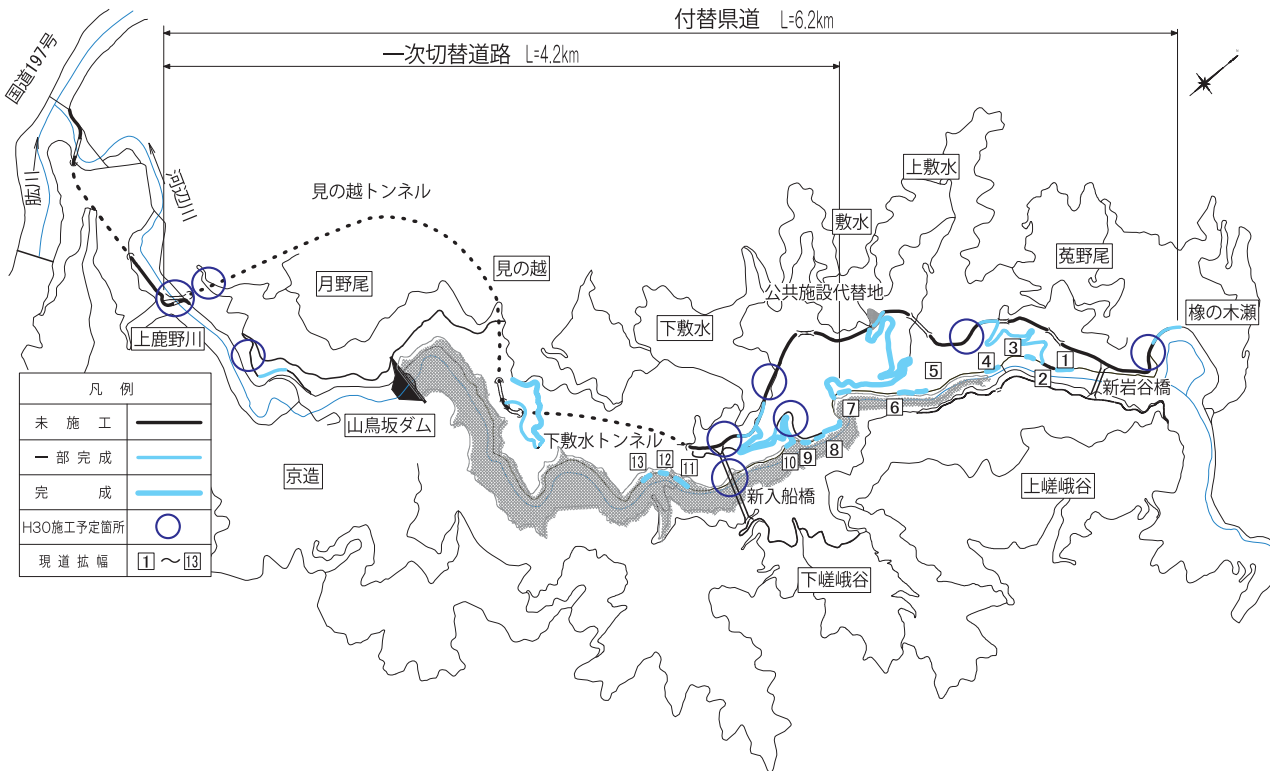 付替県道 L=6.2km
一次切替道路 L=4.2km
国道197号
肱川
河辺川
見の越トンネル
上敷水
敷水
菟野尾
月野尾
見の越
公共施設代替地
橡の木瀬
上鹿野川
下敷水
3
1
4
5
2
新岩谷橋
7
6
山鳥坂ダム
下敷水トンネル
8
9
10
13
12
11
新入船橋
京造
上嵯峨谷
下嵯峨谷
凡 例
未 施 工
一 部 完 成
完 成
H30施工予定箇所
現 道 拡 幅 1 ～ 13